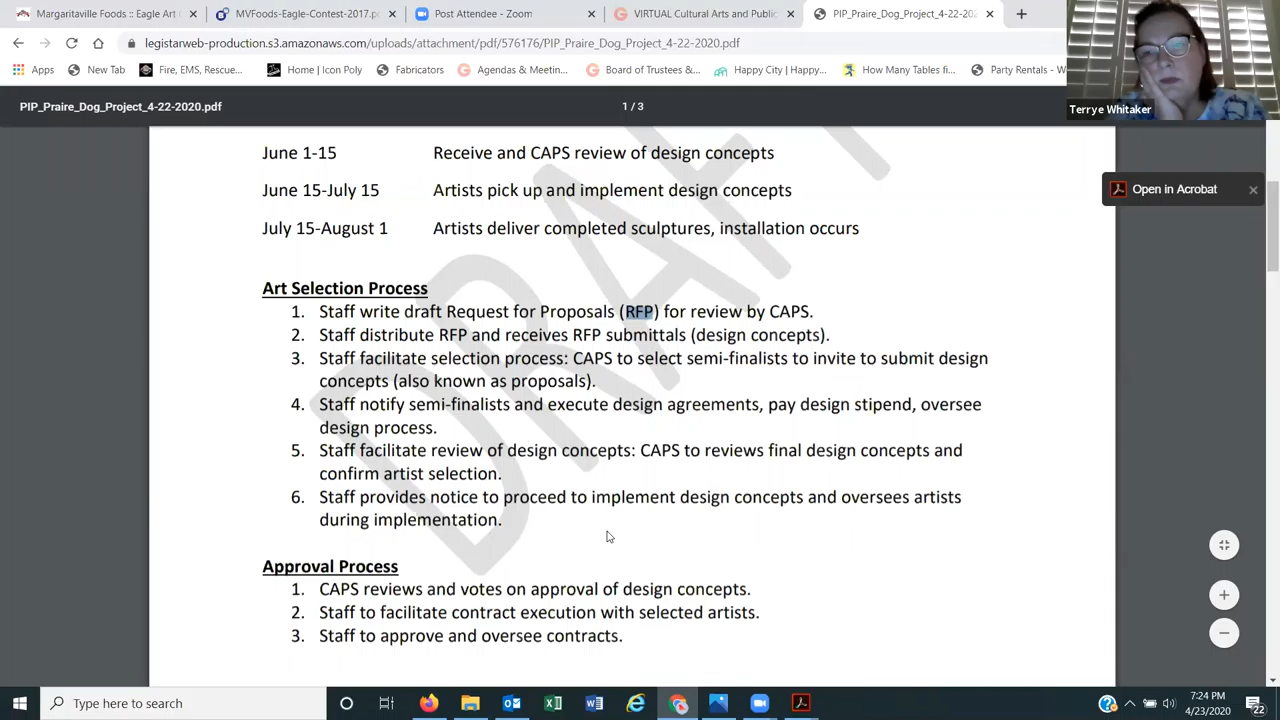 Margaritaville Foods :: Eagle Art
MVFoods-Eagle-Contest-2017.pd
Post Attendee - Zoom
VIRTUAL Cultural Arts and Public
PIP_Praire_Dog_Project_4-22-202
legistarweb-production.s3.amazonaws.com/uploads/attachment/pdf/576176/PIP_Praire_Dog_Project_4-22-2020.pdf
Apps
New Tab
Fire, EMS, Rescue...
Home | Icon Poly
Fabricators
Agendas & Meetin...
Board of Trustees &...
Happy City | Happy...
How Many Tables fi
Party Rentals - W
Terrye Whitaker
PIP_Praire_Dog_Project_4-22-2020.pdf
1 / 3
Open in Acrobat
DRAFT
June 1-15 Receive and CAPS review of design concepts
June 15-July 15 Artists pick up and implement design concepts
July 15-August 1 Artists deliver completed sculptures, installation occurs
Art Selection Process
1. Staff write draft Request for Proposals (RFP) for review by CAPS.
2. Staff distribute RFP and receives RFP submittals (design concepts).
3. Staff facilitate selection process: CAPS to select semi-finalists to invite to submit design
concepts (also known as proposals).
4. Staff notify semi-finalists and execute design agreements, pay design stipend, oversee
design process.
5. Staff facilitate review of design concepts: CAPS to reviews final design concepts and
confirm artist selection.
6. Staff provides notice to proceed to implement design concepts and oversees artists
during implementation.
Approval Process
1. CAPS reviews and votes on approval of design concepts.
2. Staff to facilitate contract execution with selected artists.
3. Staff to approve and oversee contracts.
Type here to search
7:24 PM
4/23/2020
22